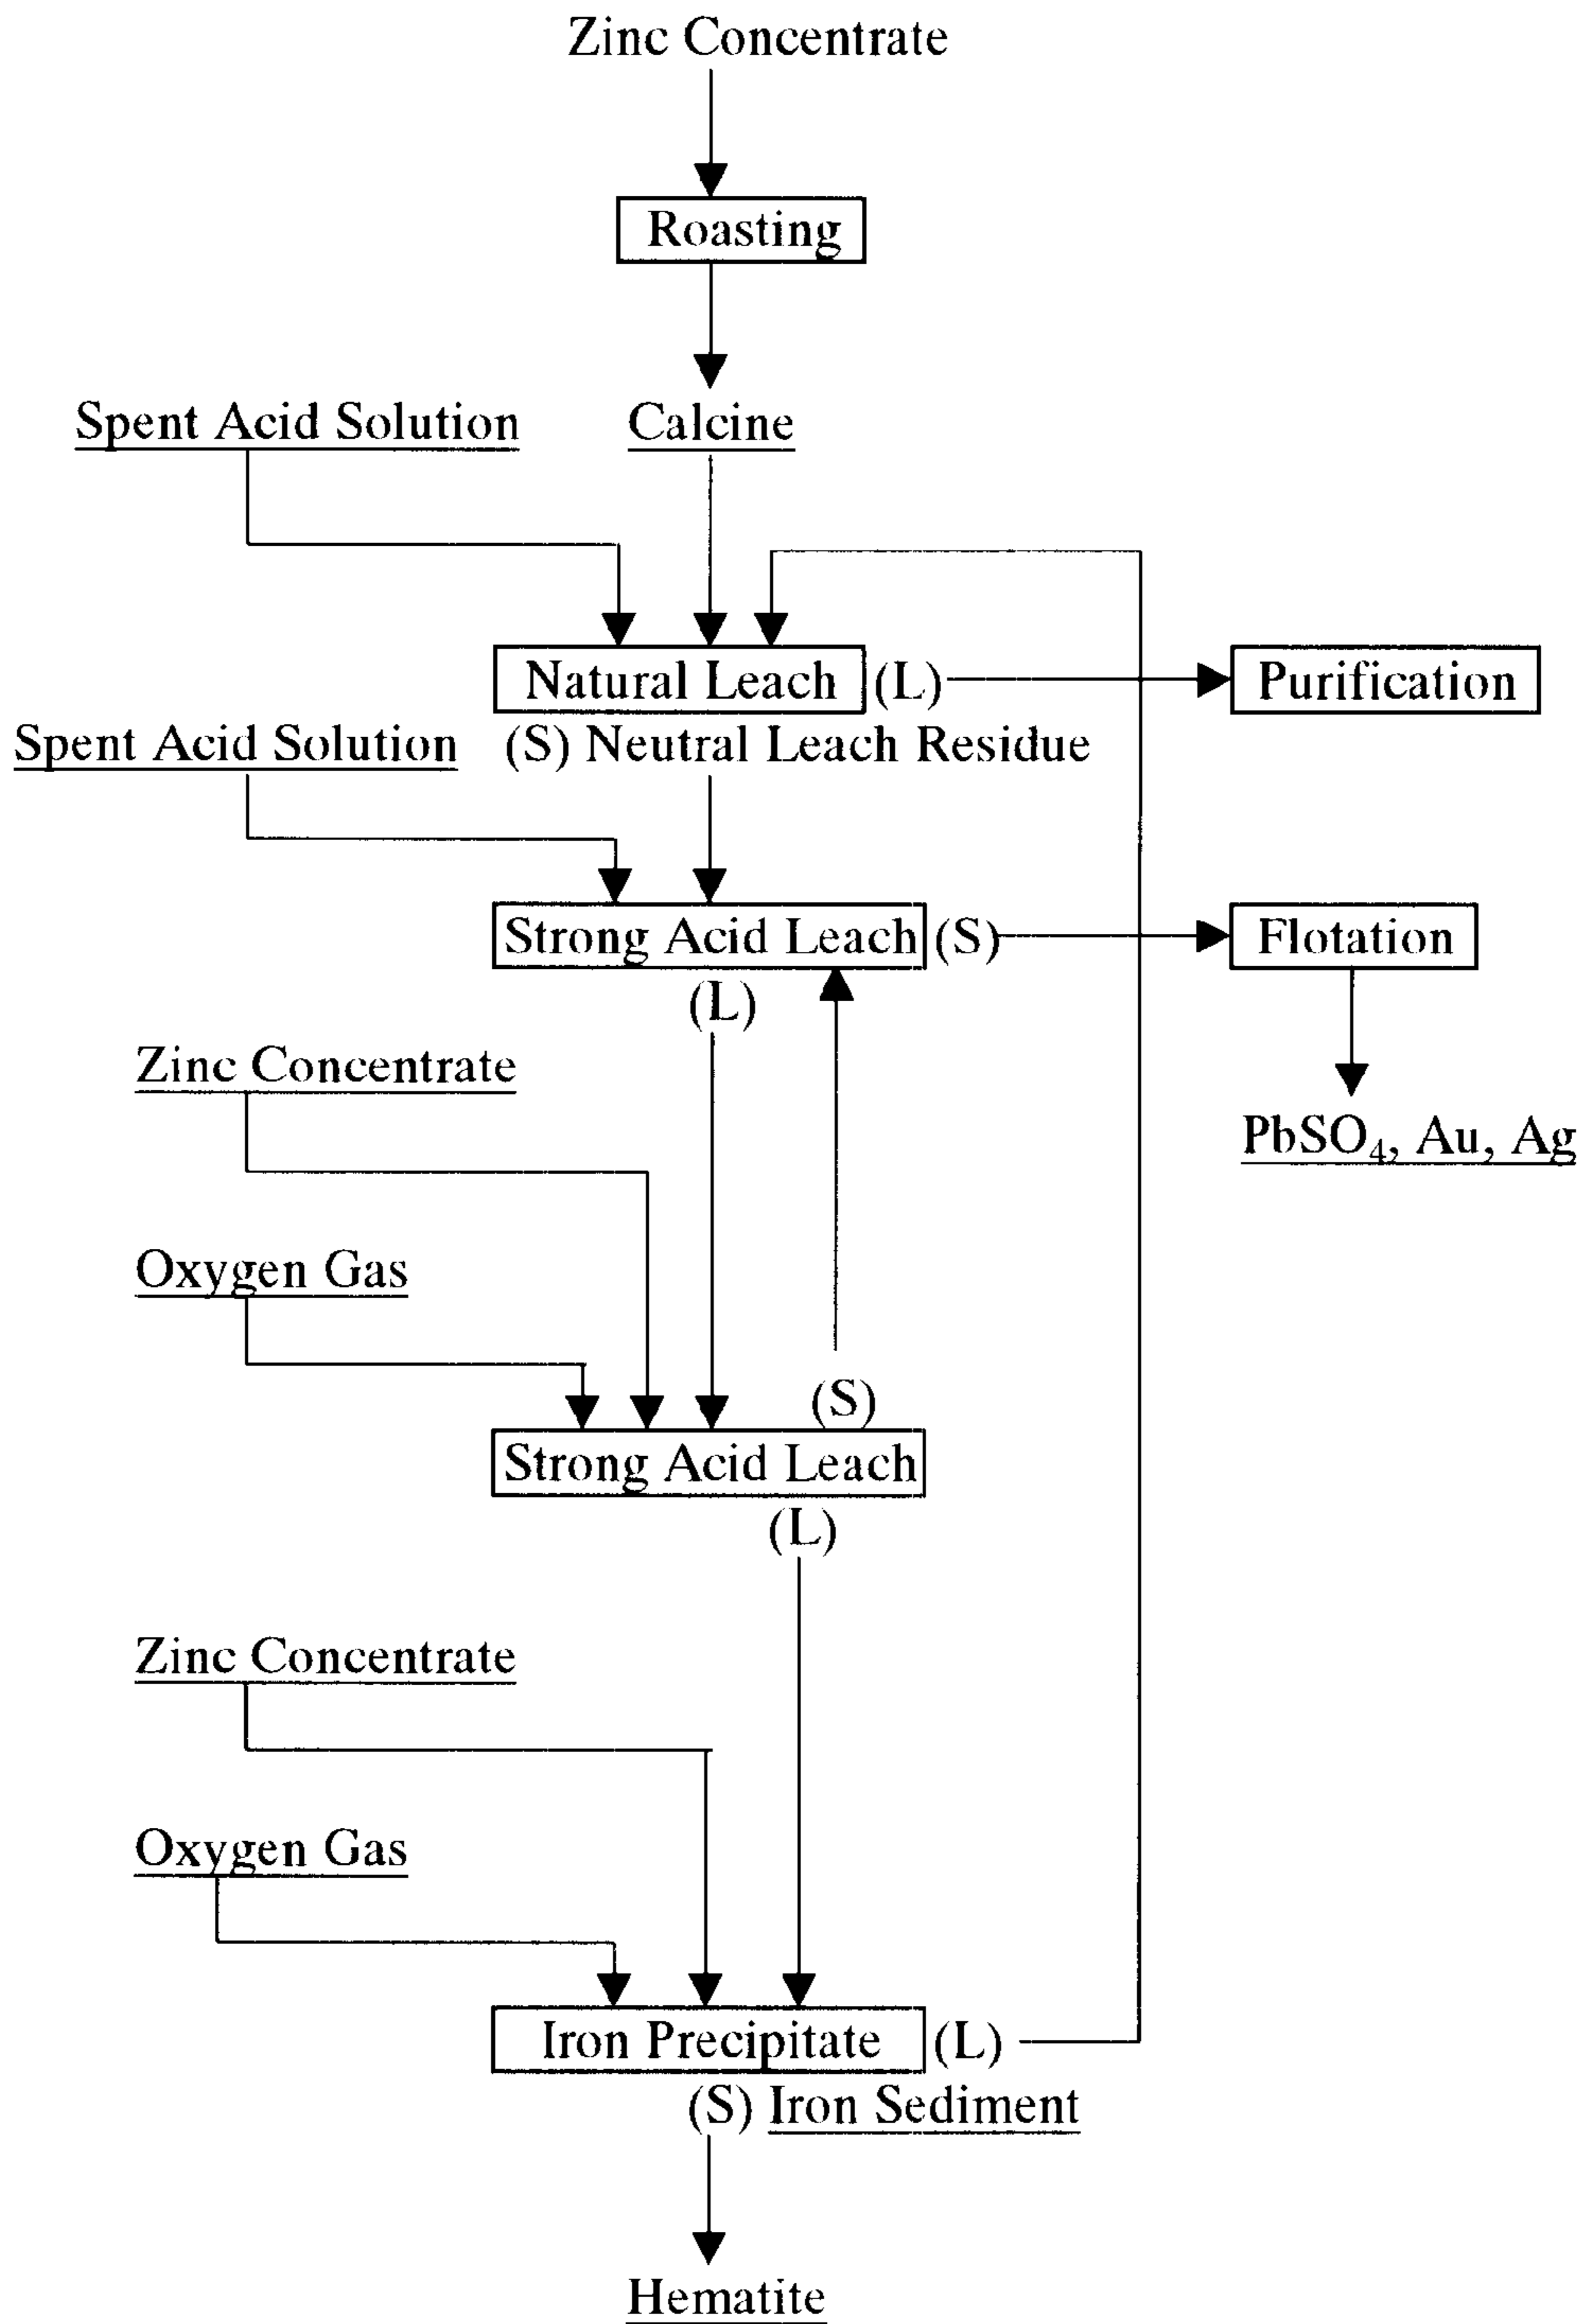 Zinc Concentrate
Roasting
Spent Acid Solution
Calcine
Natural Leach (L)
Purification
Spent Acid Solution
(S) Neutral Leach Residue
Strong Acid Leach (S)
Flotation
(L)
Zinc Concentrate
PbSO₄, Au, Ag
Oxygen Gas
(S)
Strong Acid Leach
(L)
Zinc Concentrate
Oxygen Gas
Iron Precipitate (L)
(S) Iron Sediment
Hematite